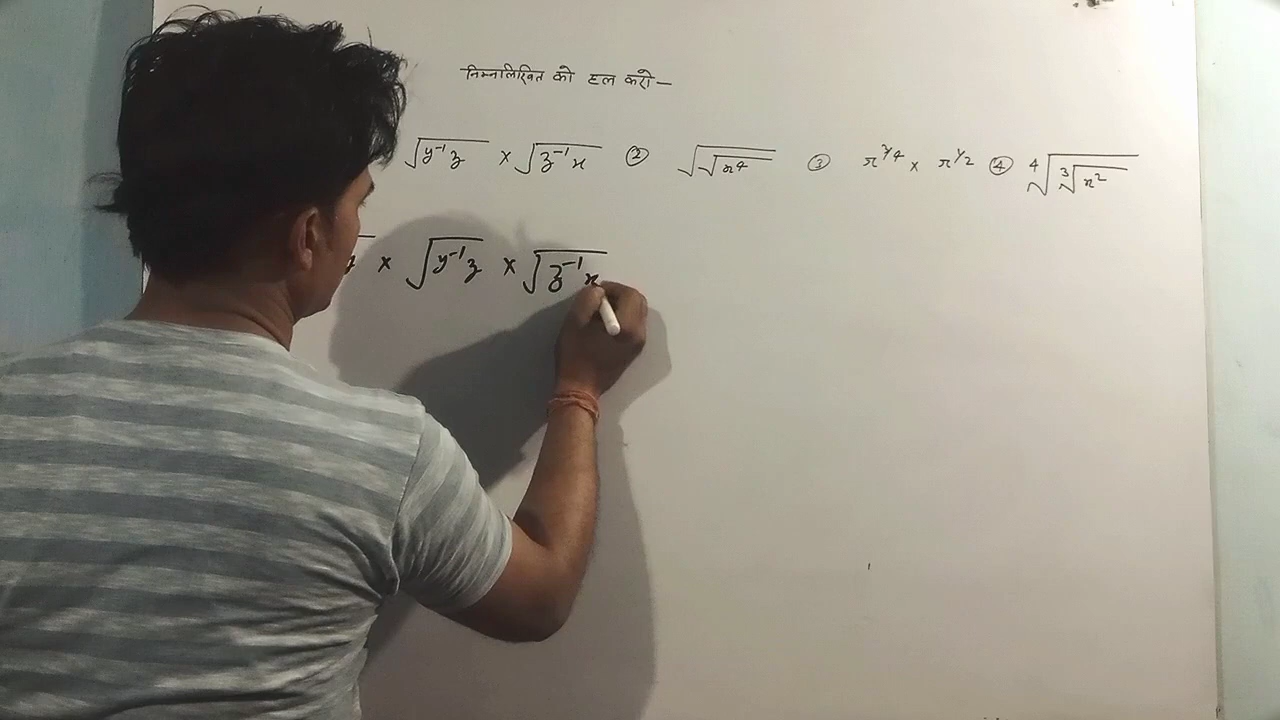 निम्नलिखित को हल करो —
√(y⁻¹z) × √(z⁻¹x) ② √(√(x⁴)) ③ x^3/4 × x^1/2 ④ ⁴√(³√(x²))
× √(y⁻¹z) × √(z⁻¹x)